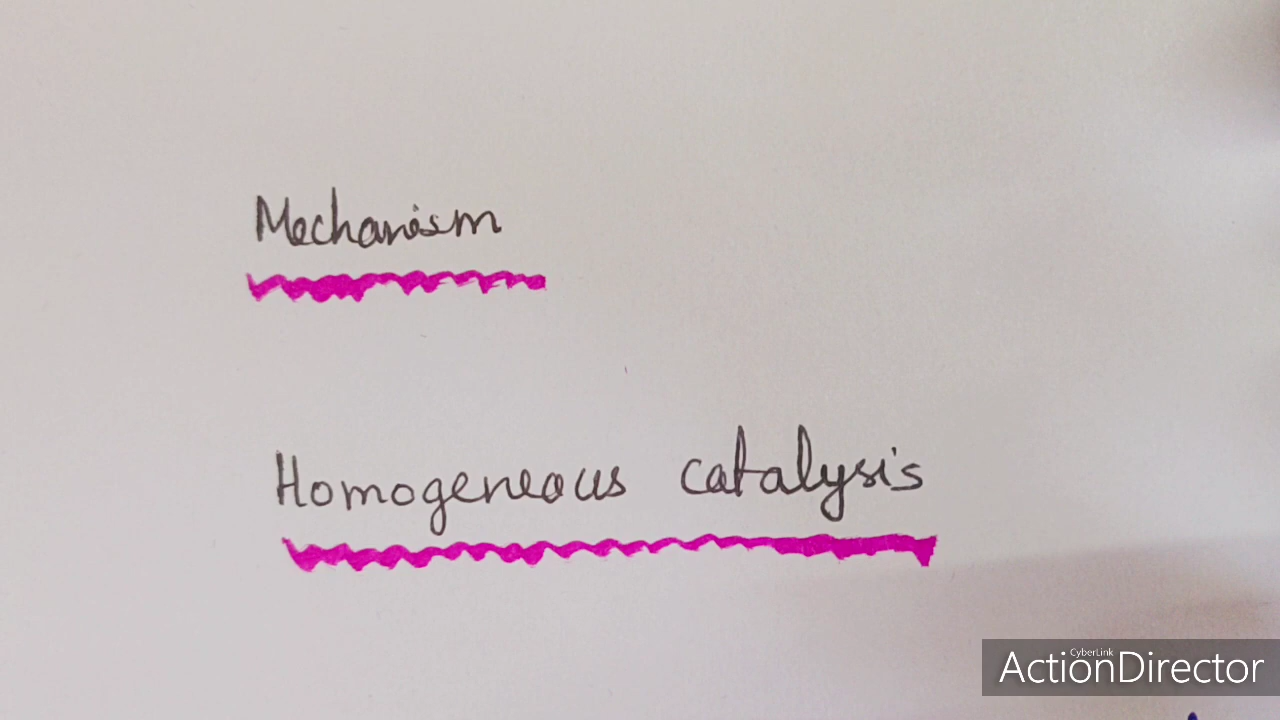 Mechanism
Homogeneous catalysis
CyberLink
ActionDirector